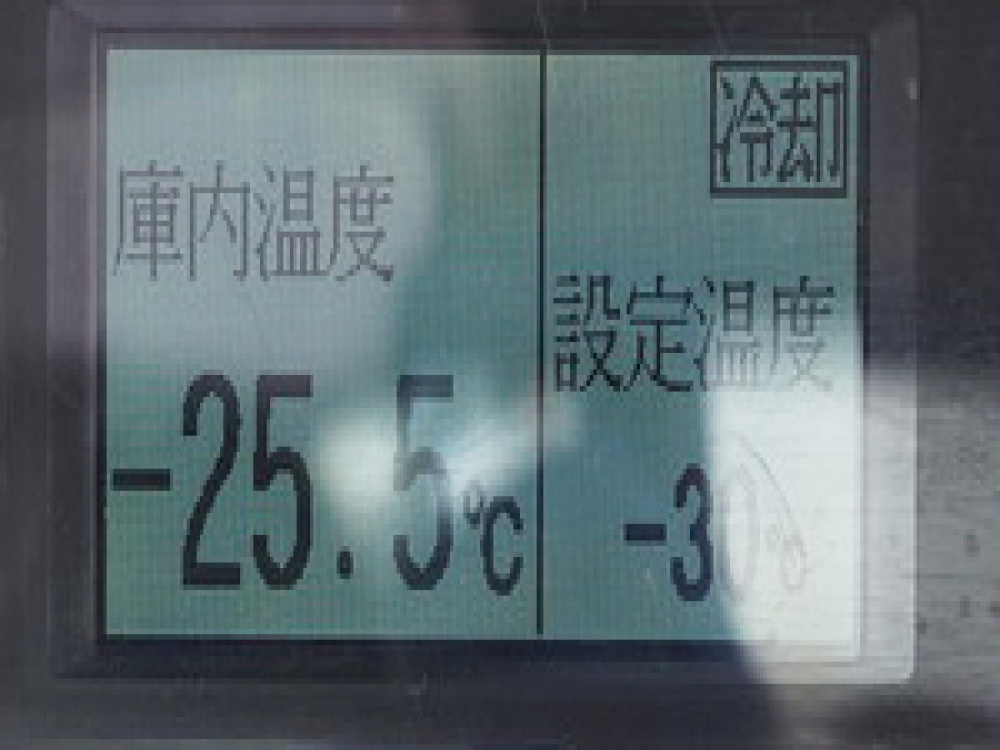 庫内温度
-25.5℃
冷却
設定温度
-30℃